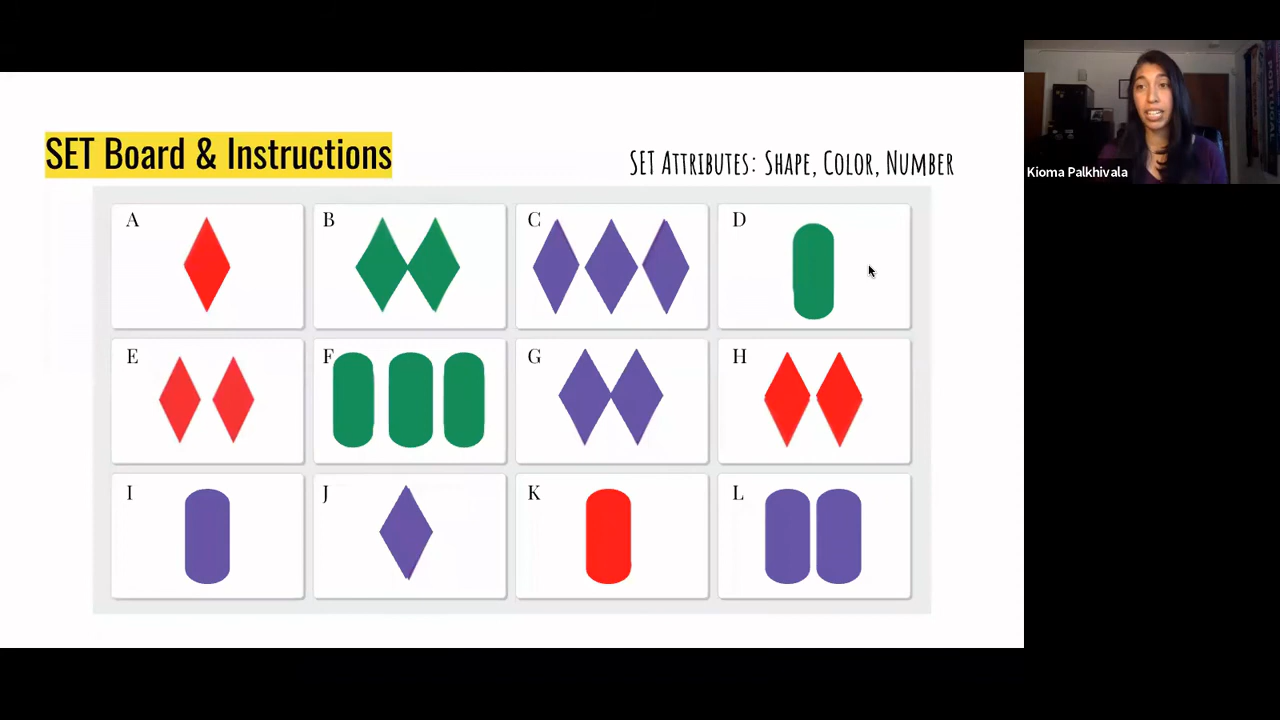 SET Board & Instructions
SET Attributes: Shape, Color, Number
Kioma Palkhivala
A
B
C
D
E
F
G
H
I
J
K
L